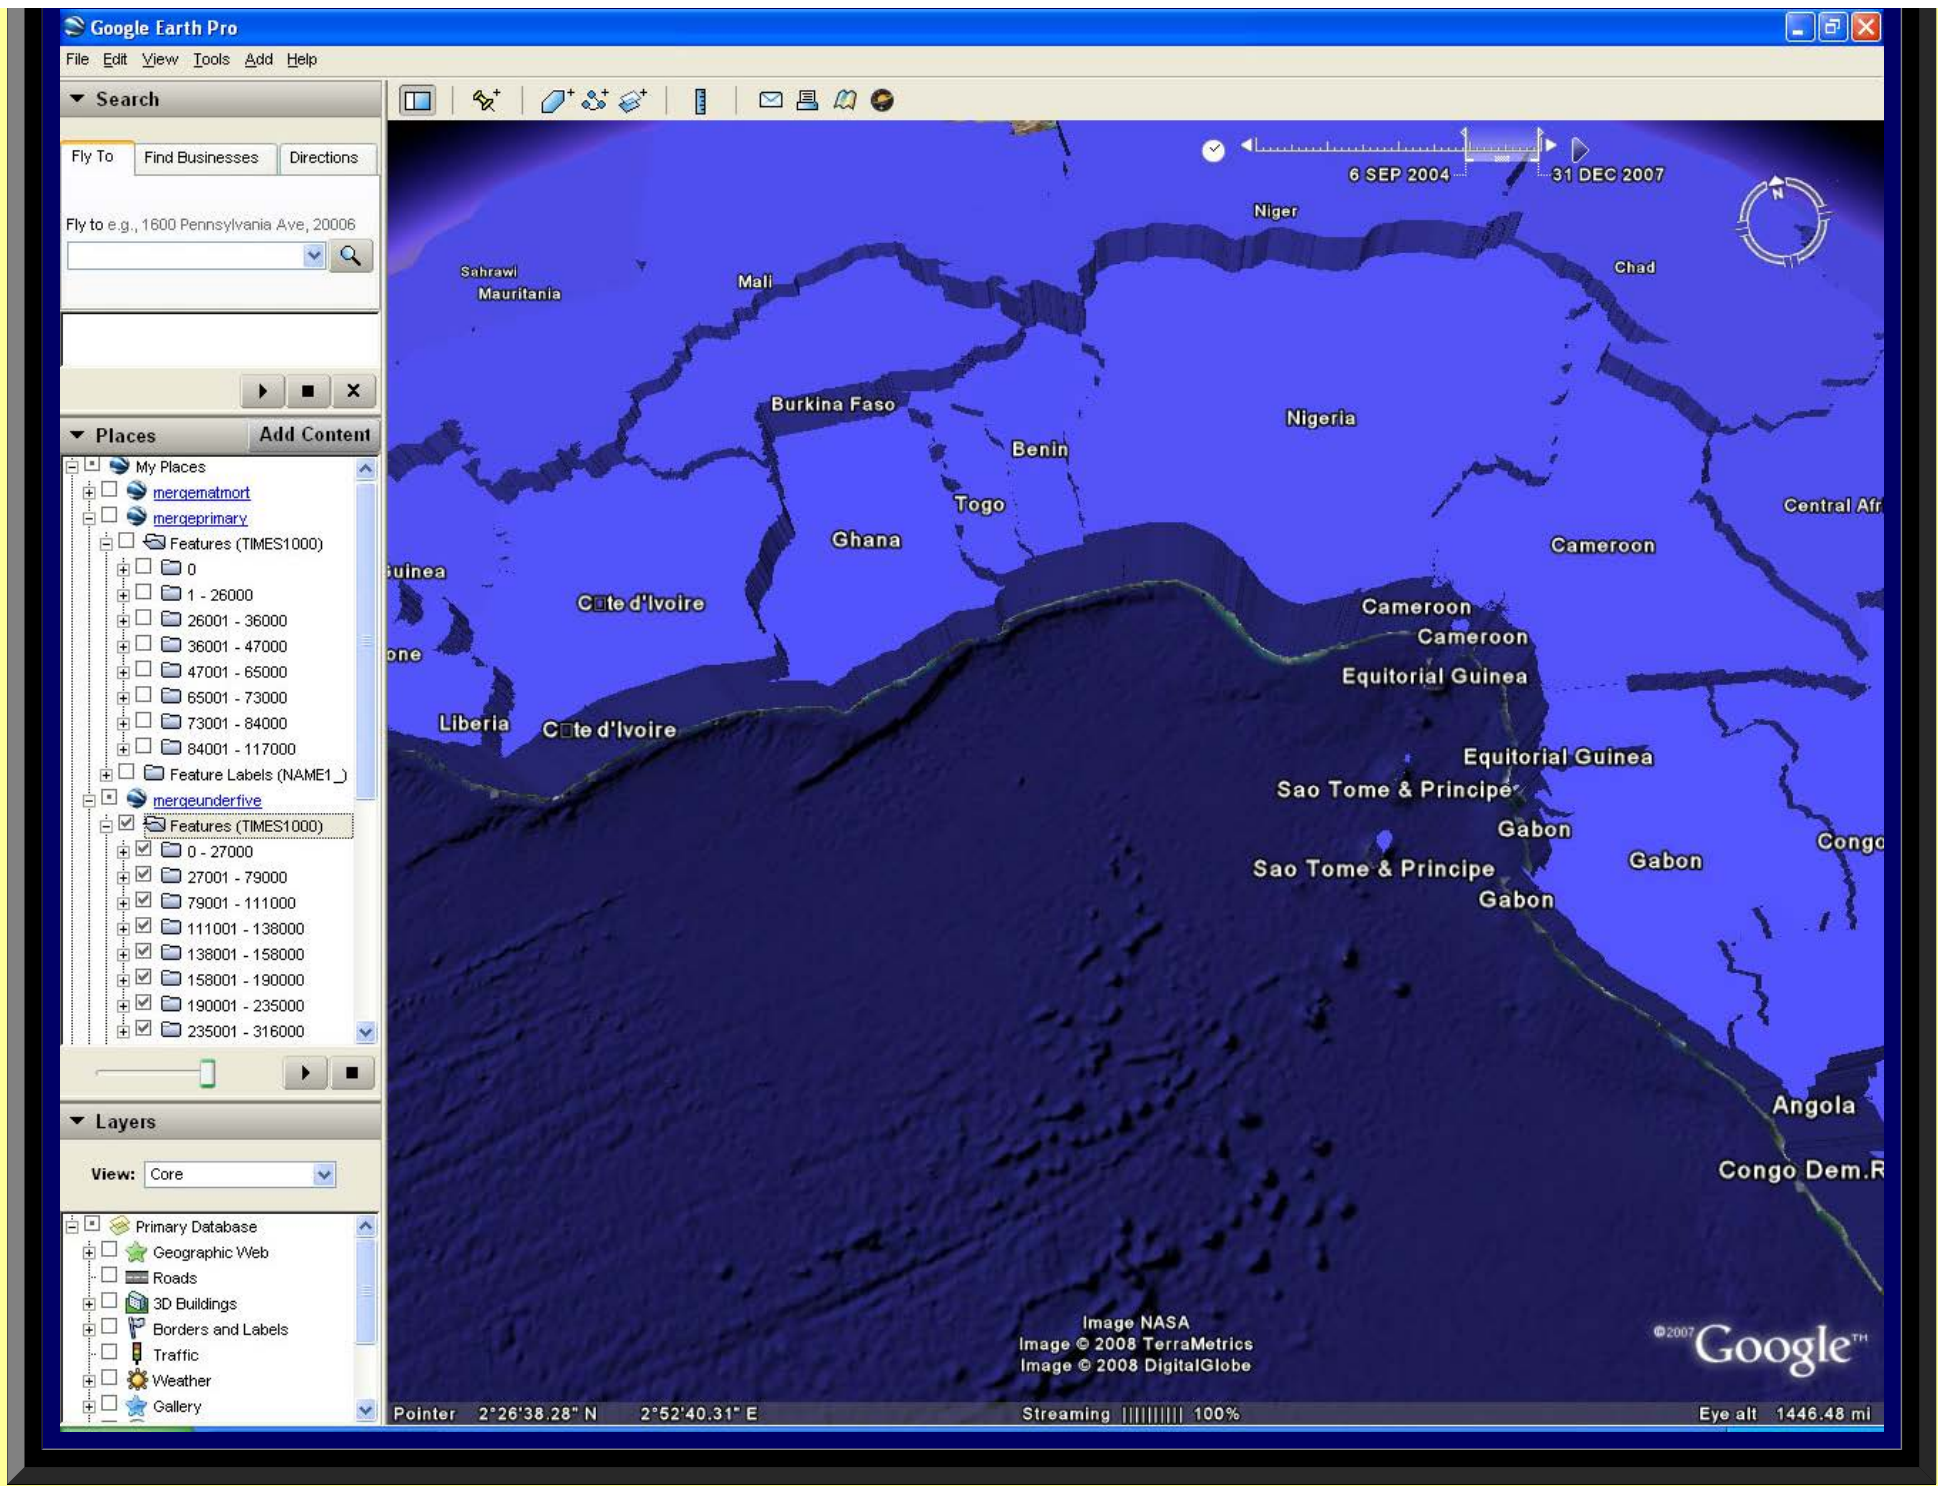 Google Earth Pro
File Edit View Tools Add Help
Search
Fly To Find Businesses Directions
Fly to e.g., 1600 Pennsylvania Ave, 20006
Places Add Content
My Places
mergematmort
mergeprimary
Features (TIMES1000)
0
1 - 26000
26001 - 36000
36001 - 47000
47001 - 65000
65001 - 73000
73001 - 84000
84001 - 117000
Feature Labels (NAME1_)
mergeunderfive
Features (TIMES1000)
0 - 27000
27001 - 79000
79001 - 111000
111001 - 138000
138001 - 158000
158001 - 190000
190001 - 235000
235001 - 316000
Layers
View: Core
Primary Database
Geographic Web
Roads
3D Buildings
Borders and Labels
Traffic
Weather
Gallery
6 SEP 2004 31 DEC 2007
N
Niger
Sahrawi
Mauritania
Mali
Chad
Burkina Faso
Nigeria
Benin
Togo
Central Afr
Ghana
Cameroon
uinea
C□te d'Ivoire
Cameroon
Cameroon
one
Equitorial Guinea
Liberia
C□te d'Ivoire
Equitorial Guinea
Sao Tome & Principe
Gabon
Congo
Gabon
Sao Tome & Principe
Gabon
Angola
Congo Dem.R
Image NASA
Image © 2008 TerraMetrics
Image © 2008 DigitalGlobe
©2007 Google™
Pointer 2°26'38.28" N 2°52'40.31" E Streaming |||||||||| 100% Eye alt 1446.48 mi